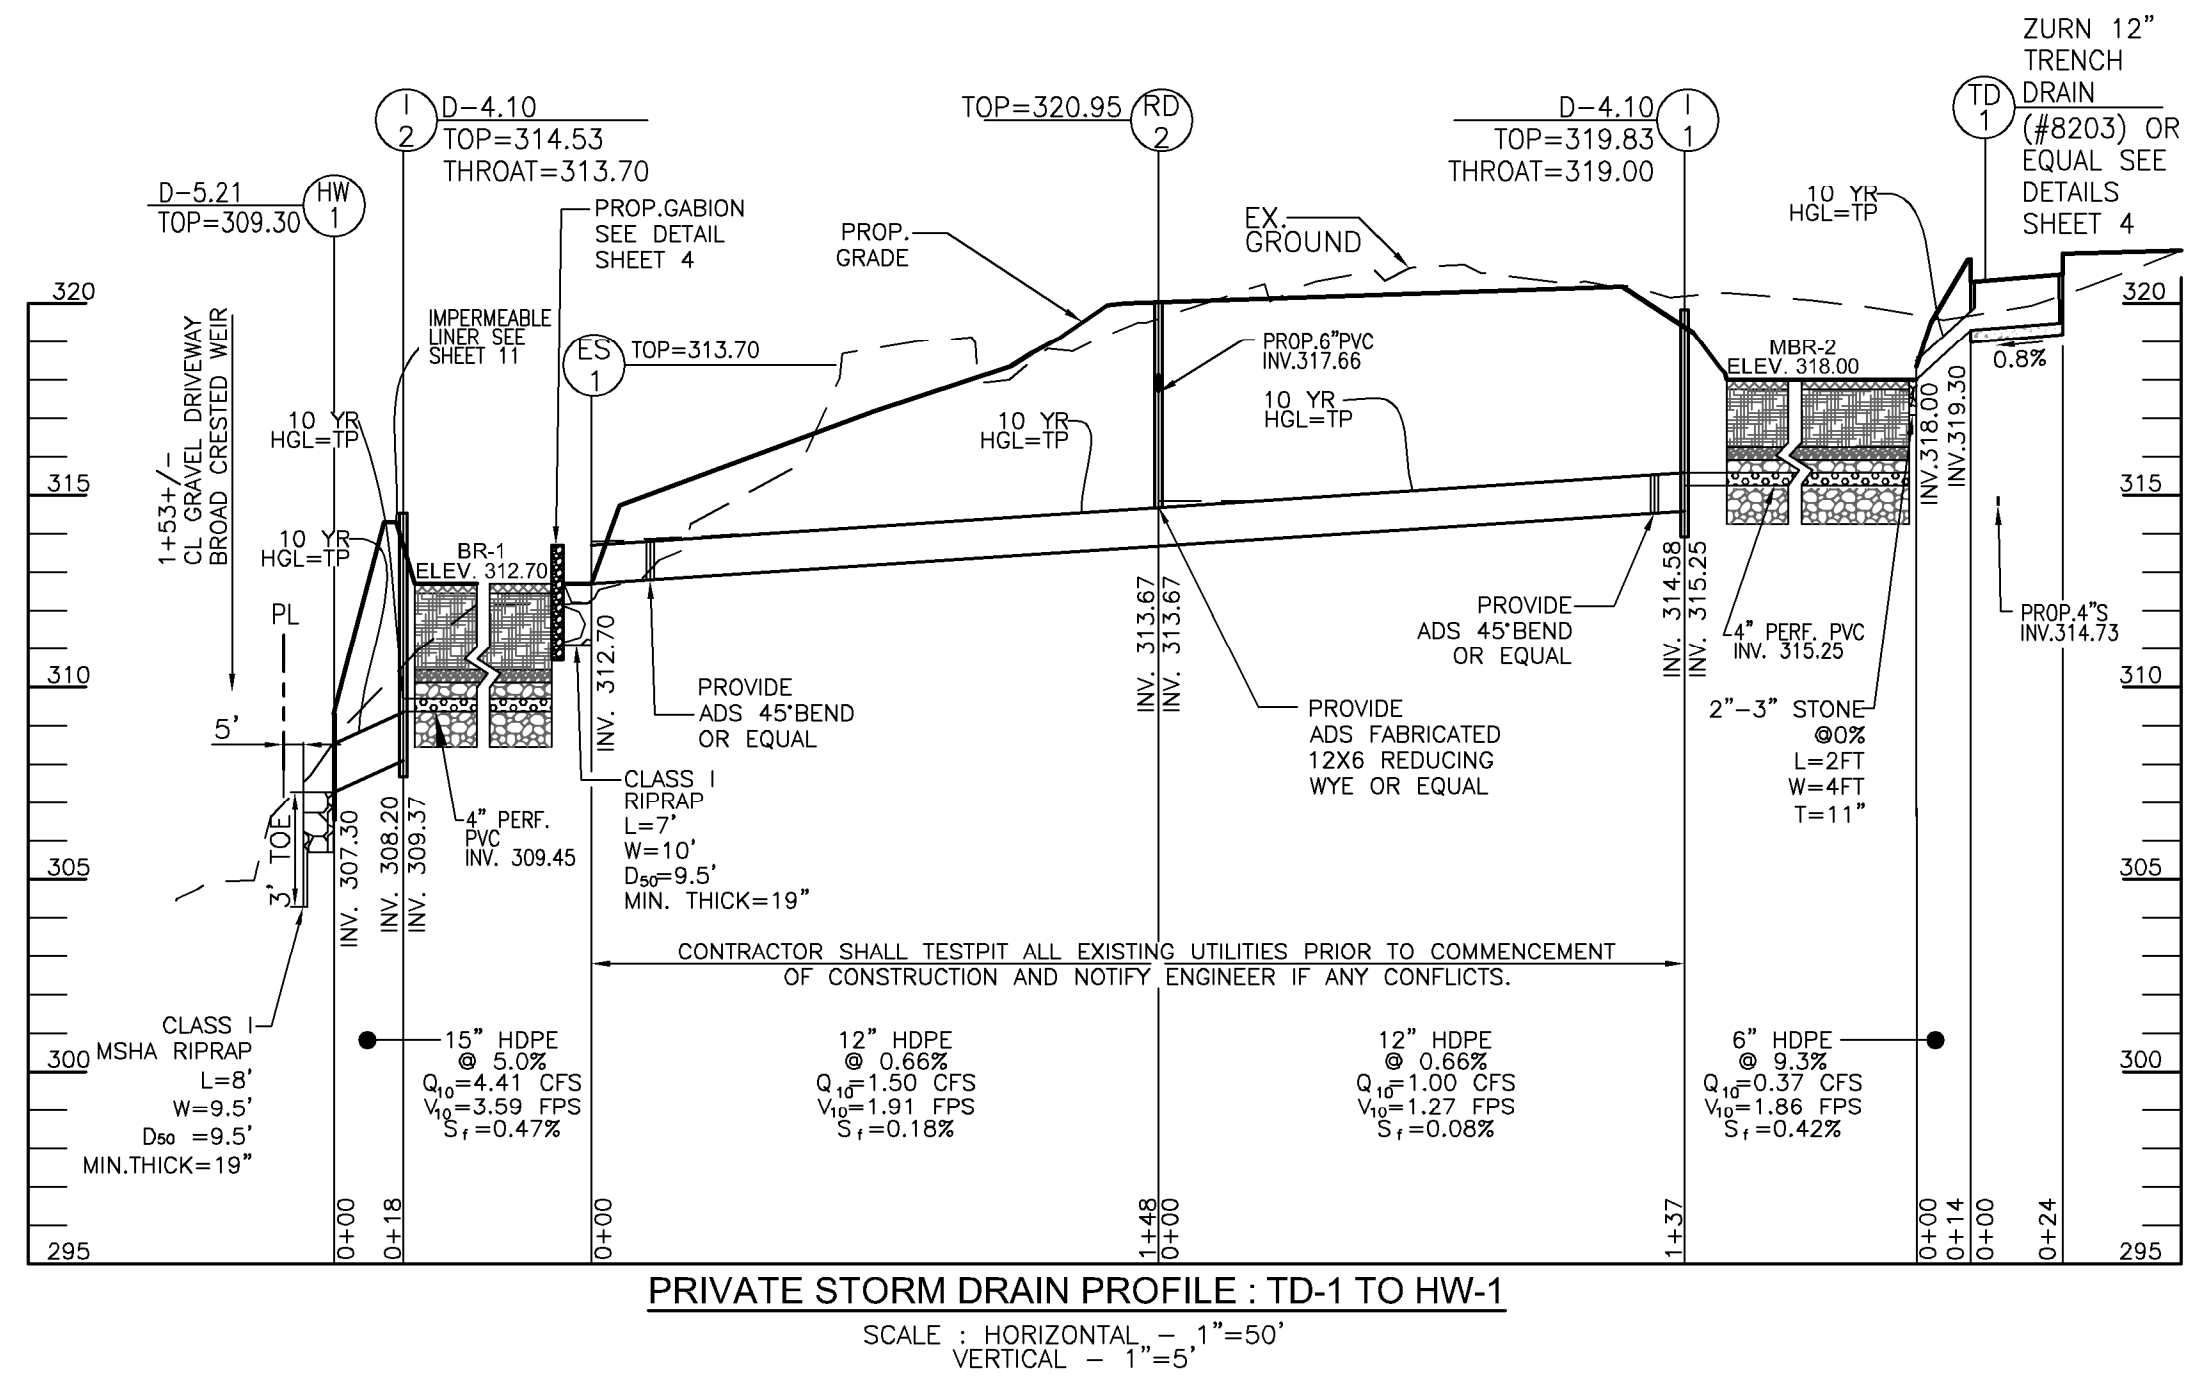 ZURN 12”
TRENCH
DRAIN
(#8203) OR
EQUAL SEE
DETAILS
SHEET 4
TD
1
I
2
D-4.10
TOP=314.53
THROAT=313.70
TOP=320.95
RD
2
D-4.10
TOP=319.83
THROAT=319.00
I
1
D-5.21
TOP=309.30
HW
1
PROP.GABION
SEE DETAIL
SHEET 4
PROP.
GRADE
EX.
GROUND
10 YR
HGL=TP
320
320
1+53+/-
CL GRAVEL DRIVEWAY
BROAD CRESTED WEIR
IMPERMEABLE
LINER SEE
SHEET 11
ES
1
TOP=313.70
PROP.6”PVC
INV.317.66
MBR-2
ELEV. 318.00
0.8%
10 YR
HGL=TP
10 YR
HGL=TP
10 YR
HGL=TP
INV.318.00
INV.319.30
315
315
10 YR
HGL=TP
BR-1
ELEV. 312.70
PL
INV. 312.70
INV. 313.67
INV. 313.67
INV. 314.58
INV. 315.25
PROVIDE
ADS 45°BEND
OR EQUAL
4” PERF. PVC
INV. 315.25
PROP.4”S
INV.314.73
310
310
5’
PROVIDE
ADS 45°BEND
OR EQUAL
PROVIDE
ADS FABRICATED
12X6 REDUCING
WYE OR EQUAL
2”-3” STONE
@0%
L=2FT
W=4FT
T=11”
CLASS I
RIPRAP
L=7’
W=10’
D50=9.5’
MIN. THICK=19”
4” PERF.
PVC
INV. 309.45
3’ TOE
INV. 307.30
INV. 308.20
INV. 309.37
305
305
CONTRACTOR SHALL TESTPIT ALL EXISTING UTILITIES PRIOR TO COMMENCEMENT
OF CONSTRUCTION AND NOTIFY ENGINEER IF ANY CONFLICTS.
CLASS I
MSHA RIPRAP
L=8’
W=9.5’
D50 =9.5’
MIN.THICK=19”
300
300
15” HDPE
@ 5.0%
Q10=4.41 CFS
V10=3.59 FPS
Sf=0.47%
12” HDPE
@ 0.66%
Q10=1.50 CFS
V10=1.91 FPS
Sf=0.18%
12” HDPE
@ 0.66%
Q10=1.00 CFS
V10=1.27 FPS
Sf=0.08%
6” HDPE
@ 9.3%
Q10=0.37 CFS
V10=1.86 FPS
Sf=0.42%
295
0+00
0+18
0+00
1+48
0+00
1+37
0+00
0+14
0+00
0+24
295
PRIVATE STORM DRAIN PROFILE : TD-1 TO HW-1
SCALE : HORIZONTAL - 1”=50’
VERTICAL - 1”=5’